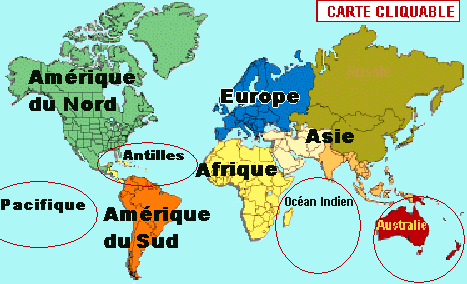 CARTE CLIQUABLE
Amérique
du Nord
Europe
Asie
Antilles
Afrique
Pacifique
Amérique
du Sud
Océan Indien
Australie